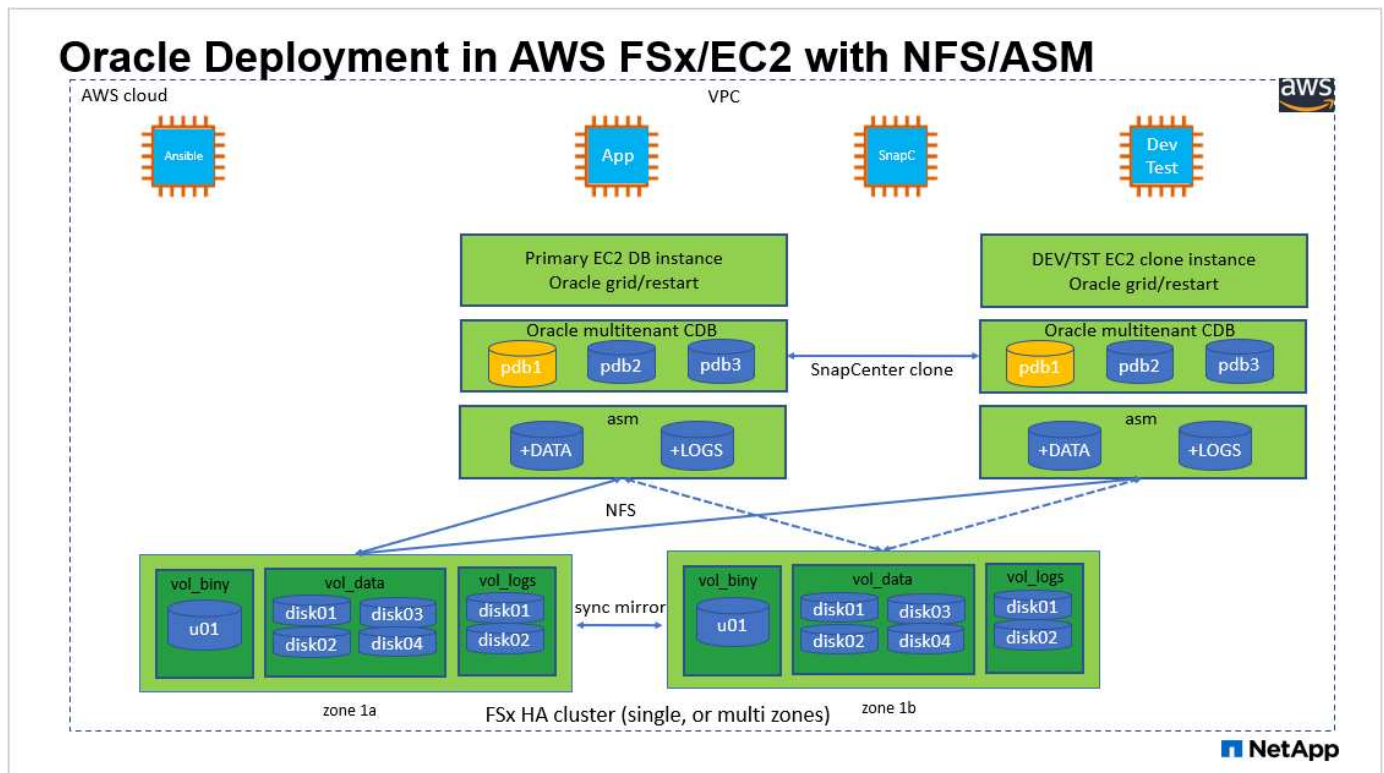 Oracle Deployment in AWS FSx/EC2 with NFS/ASM
AWS cloud
VPC
aws
Ansible
App
SnapC
Dev
Test
Primary EC2 DB instance
Oracle grid/restart
DEV/TST EC2 clone instance
Oracle grid/restart
Oracle multitenant CDB
pdb1
pdb2
pdb3
SnapCenter clone
Oracle multitenant CDB
pdb1
pdb2
pdb3
asm
+DATA
+LOGS
asm
+DATA
+LOGS
NFS
vol_biny
u01
vol_data
disk01
disk03
disk02
disk04
vol_logs
disk01
disk02
sync mirror
vol_biny
u01
vol_data
disk01
disk03
disk02
disk04
vol_logs
disk01
disk02
zone 1a
FSx HA cluster (single, or multi zones)
zone 1b
NetApp